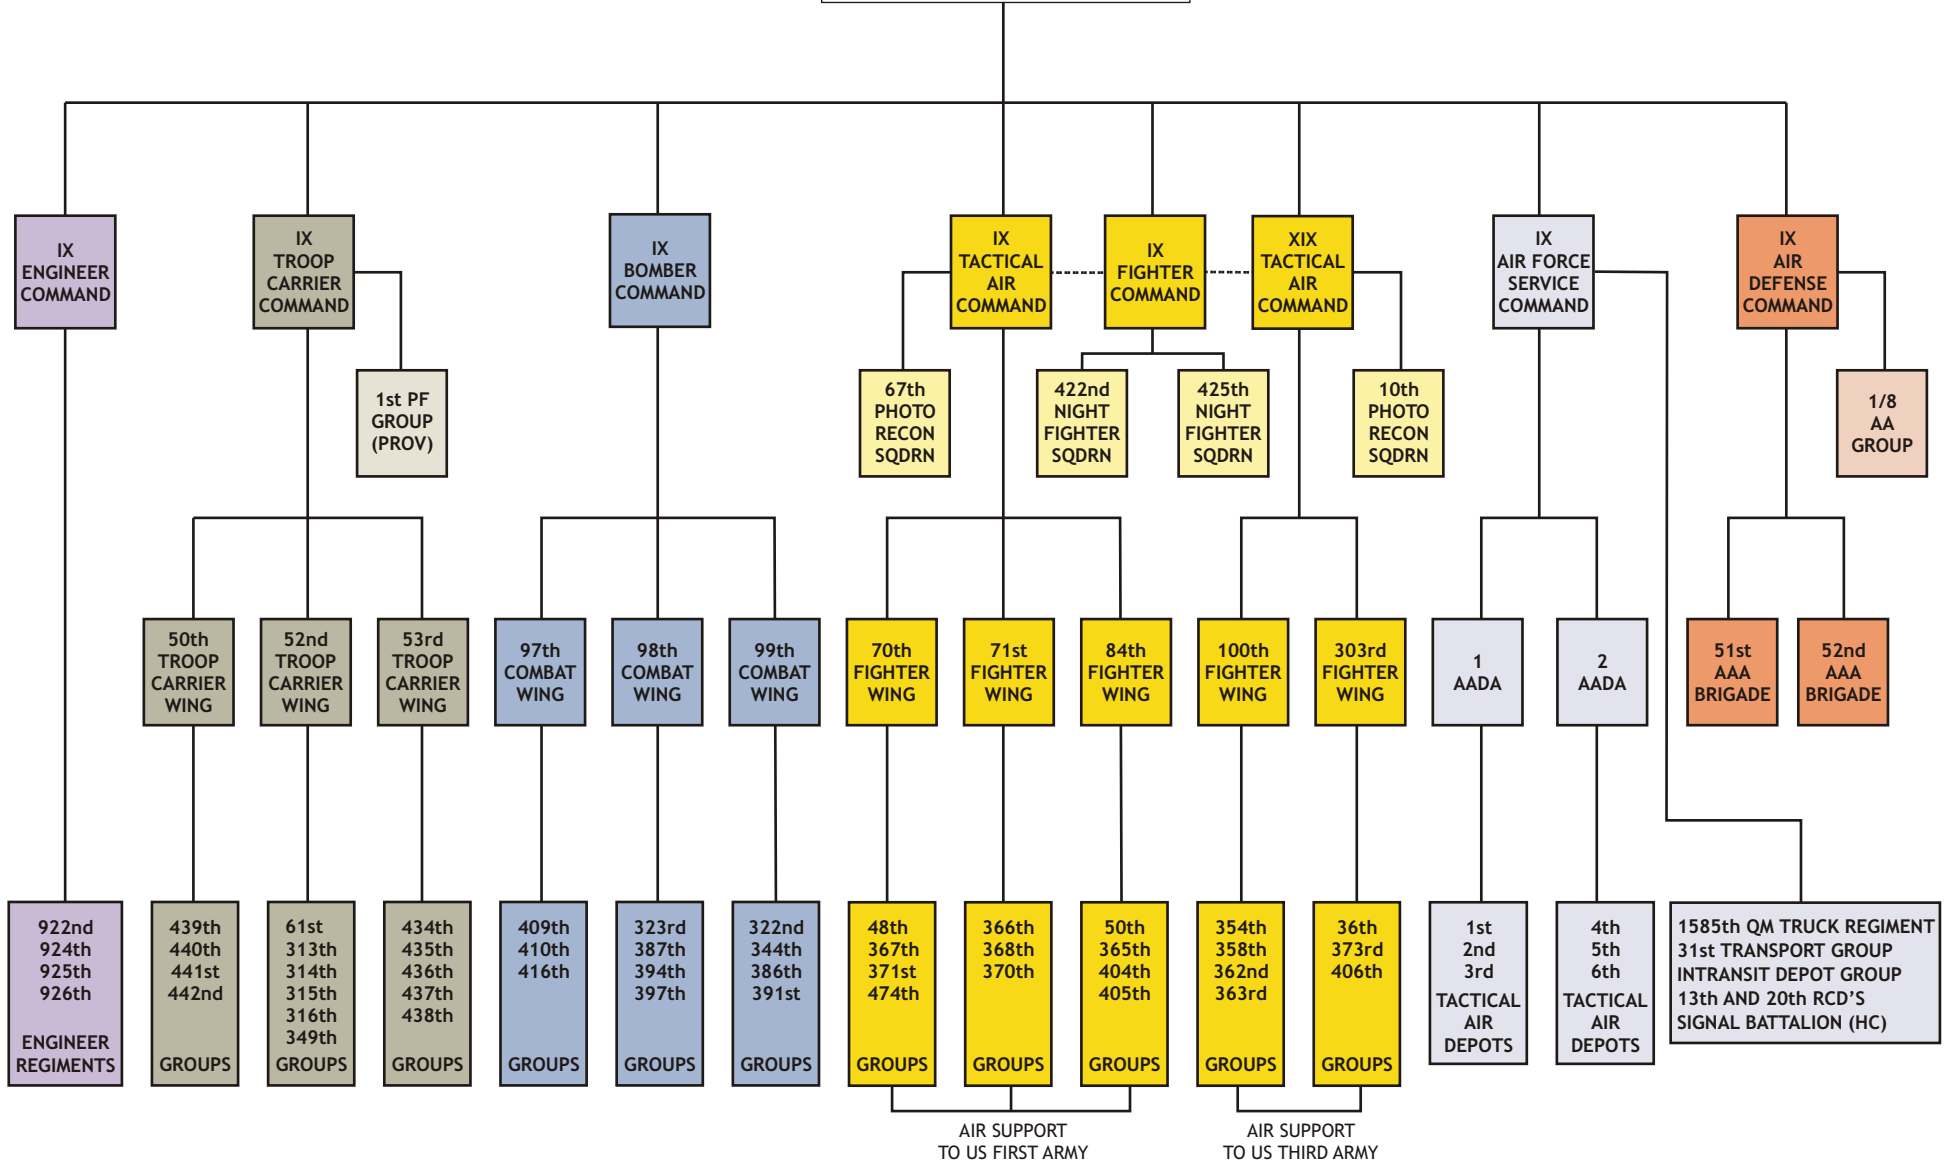 IX
ENGINEER
COMMAND
IX
TROOP
CARRIER
COMMAND
IX
BOMBER
COMMAND
IX
TACTICAL
AIR
COMMAND
IX
FIGHTER
COMMAND
XIX
TACTICAL
AIR
COMMAND
IX
AIR FORCE
SERVICE
COMMAND
IX
AIR
DEFENSE
COMMAND
1st PF
GROUP
(PROV)
67th
PHOTO
RECON
SQDRN
422nd
NIGHT
FIGHTER
SQDRN
425th
NIGHT
FIGHTER
SQDRN
10th
PHOTO
RECON
SQDRN
1/8
AA
GROUP
50th
TROOP
CARRIER
WING
52nd
TROOP
CARRIER
WING
53rd
TROOP
CARRIER
WING
97th
COMBAT
WING
98th
COMBAT
WING
99th
COMBAT
WING
70th
FIGHTER
WING
71st
FIGHTER
WING
84th
FIGHTER
WING
100th
FIGHTER
WING
303rd
FIGHTER
WING
1
AADA
2
AADA
51st
AAA
BRIGADE
52nd
AAA
BRIGADE
922nd
924th
925th
926th
ENGINEER
REGIMENTS
439th
440th
441st
442nd
GROUPS
61st
313th
314th
315th
316th
349th
GROUPS
434th
435th
436th
437th
438th
GROUPS
409th
410th
416th
GROUPS
323rd
387th
394th
397th
GROUPS
322nd
344th
386th
391st
GROUPS
48th
367th
371st
474th
GROUPS
366th
368th
370th
GROUPS
50th
365th
404th
405th
GROUPS
354th
358th
362nd
363rd
GROUPS
36th
373rd
406th
GROUPS
1st
2nd
3rd
TACTICAL
AIR
DEPOTS
4th
5th
6th
TACTICAL
AIR
DEPOTS
1585th QM TRUCK REGIMENT
31st TRANSPORT GROUP
INTRANSIT DEPOT GROUP
13th AND 20th RCD'S
SIGNAL BATTALION (HC)
AIR SUPPORT
TO US FIRST ARMY
AIR SUPPORT
TO US THIRD ARMY